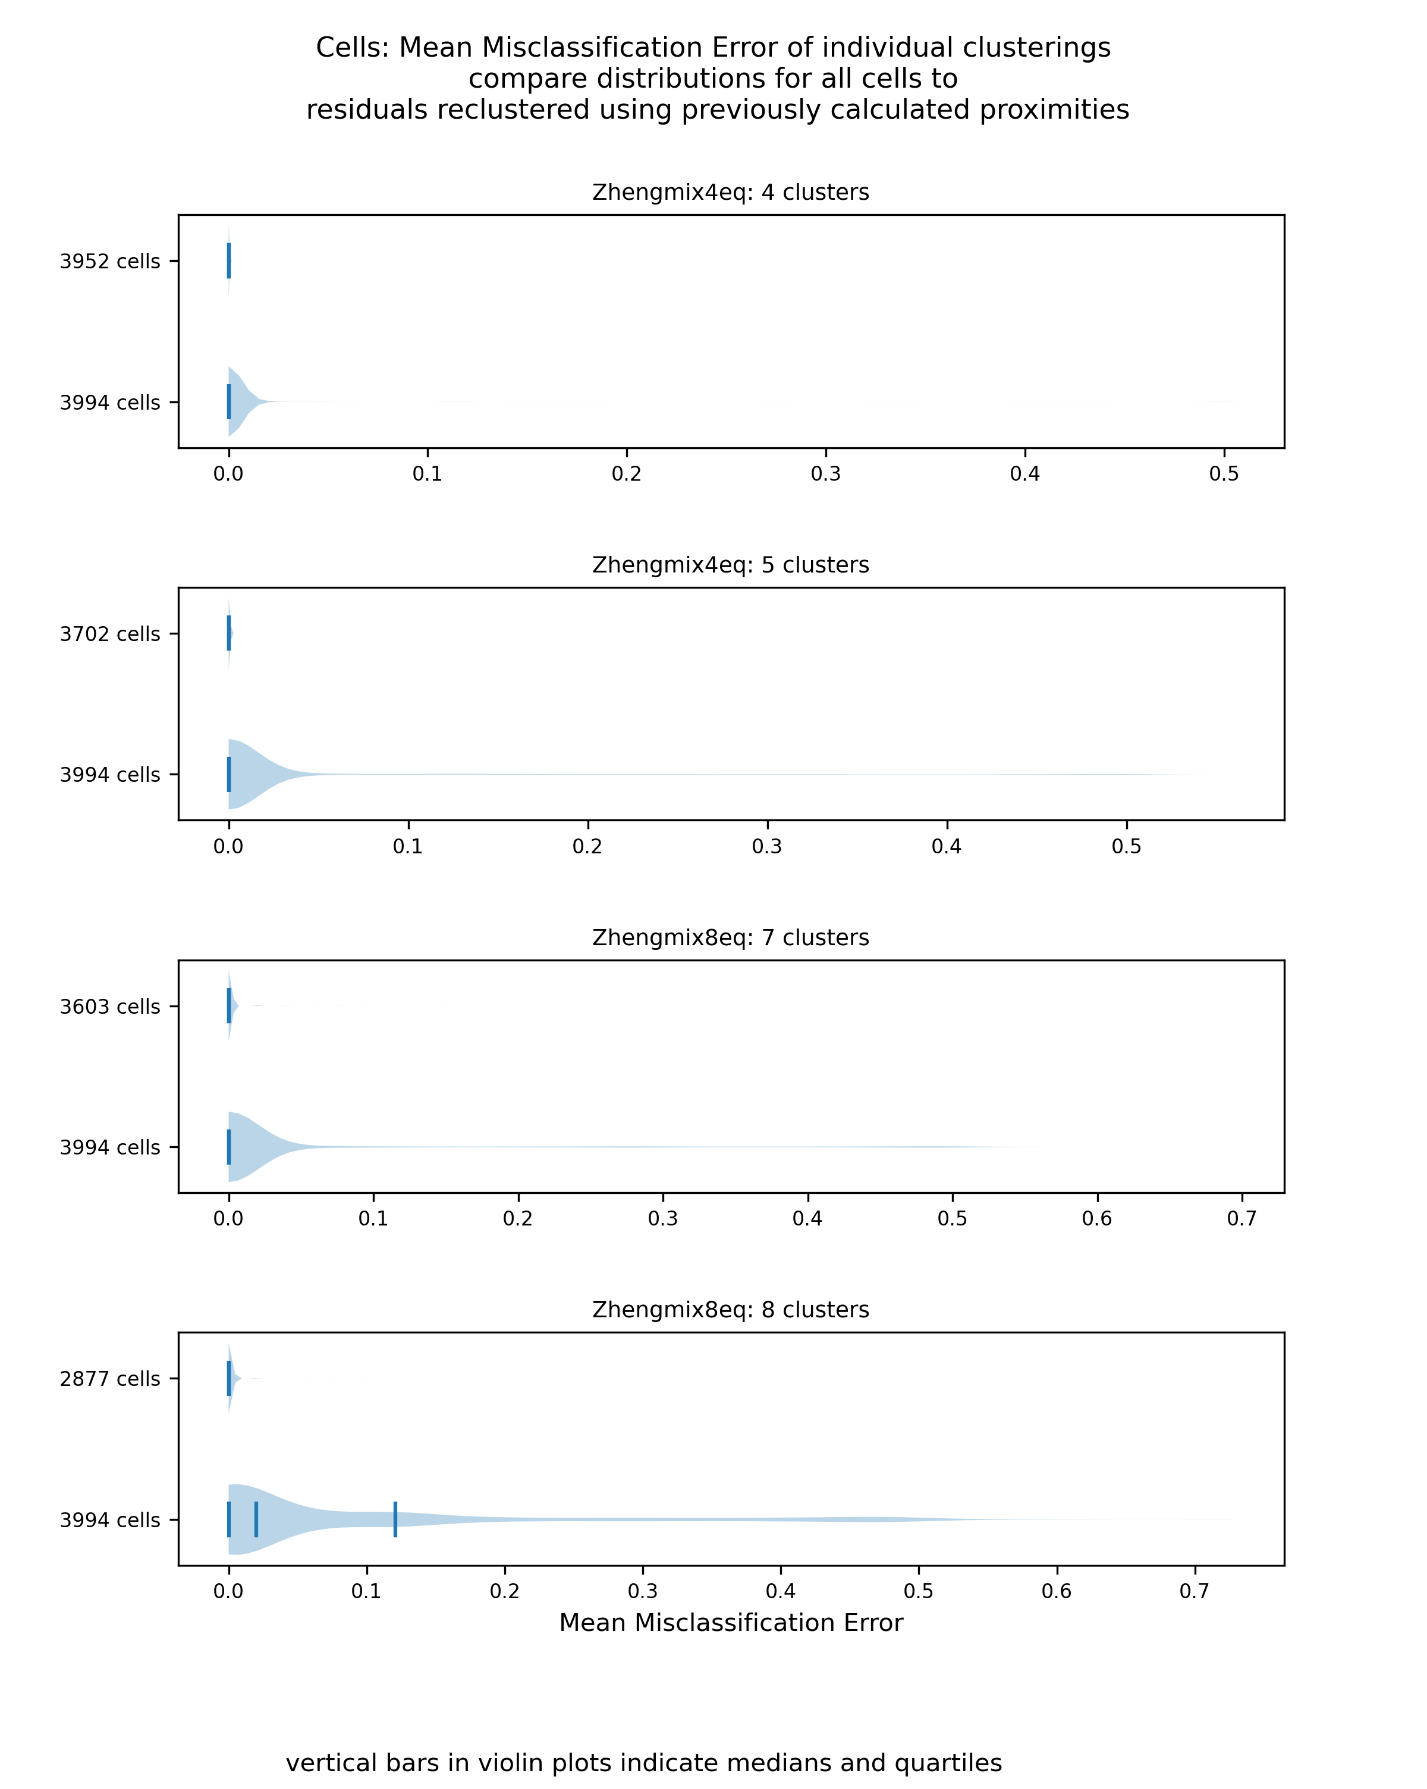 Cells: Mean Misclassification Error of individual clusterings
compare distributions for all cells to
residuals reclustered using previously calculated proximities
Zhengmix4eq: 4 clusters
3952 cells
3994 cells
0.0 0.1 0.2 0.3 0.4 0.5
Zhengmix4eq: 5 clusters
3702 cells
3994 cells
0.0 0.1 0.2 0.3 0.4 0.5
Zhengmix8eq: 7 clusters
3603 cells
3994 cells
0.0 0.1 0.2 0.3 0.4 0.5 0.6 0.7
Zhengmix8eq: 8 clusters
2877 cells
3994 cells
0.0 0.1 0.2 0.3 0.4 0.5 0.6 0.7
Mean Misclassification Error
vertical bars in violin plots indicate medians and quartiles